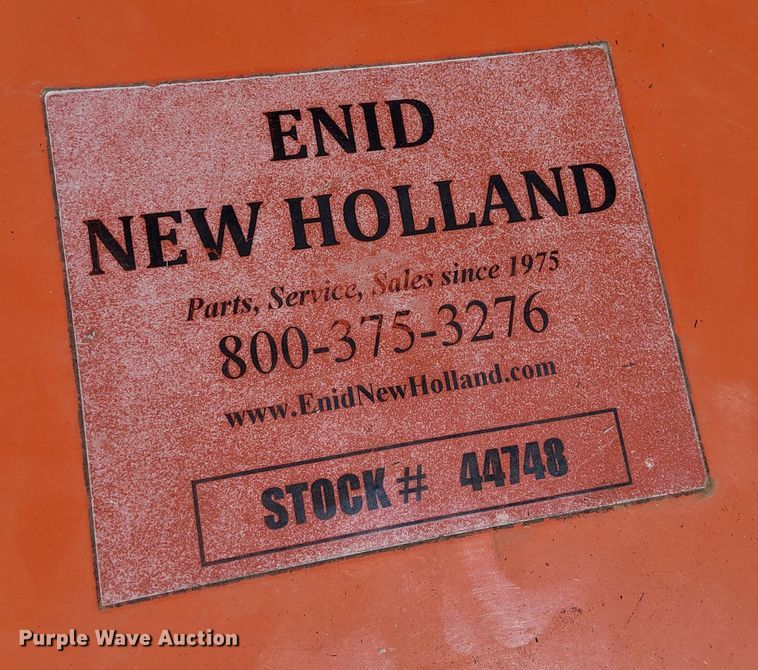 ENID
NEW HOLLAND
Parts, Service, Sales since 1975
800-375-3276
www.EnidNewHolland.com
STOCK# 44748
Purple Wave Auction